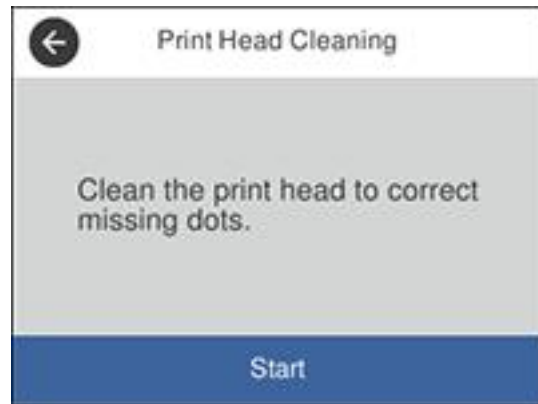 Print Head Cleaning
Clean the print head to correct
missing dots.
Start